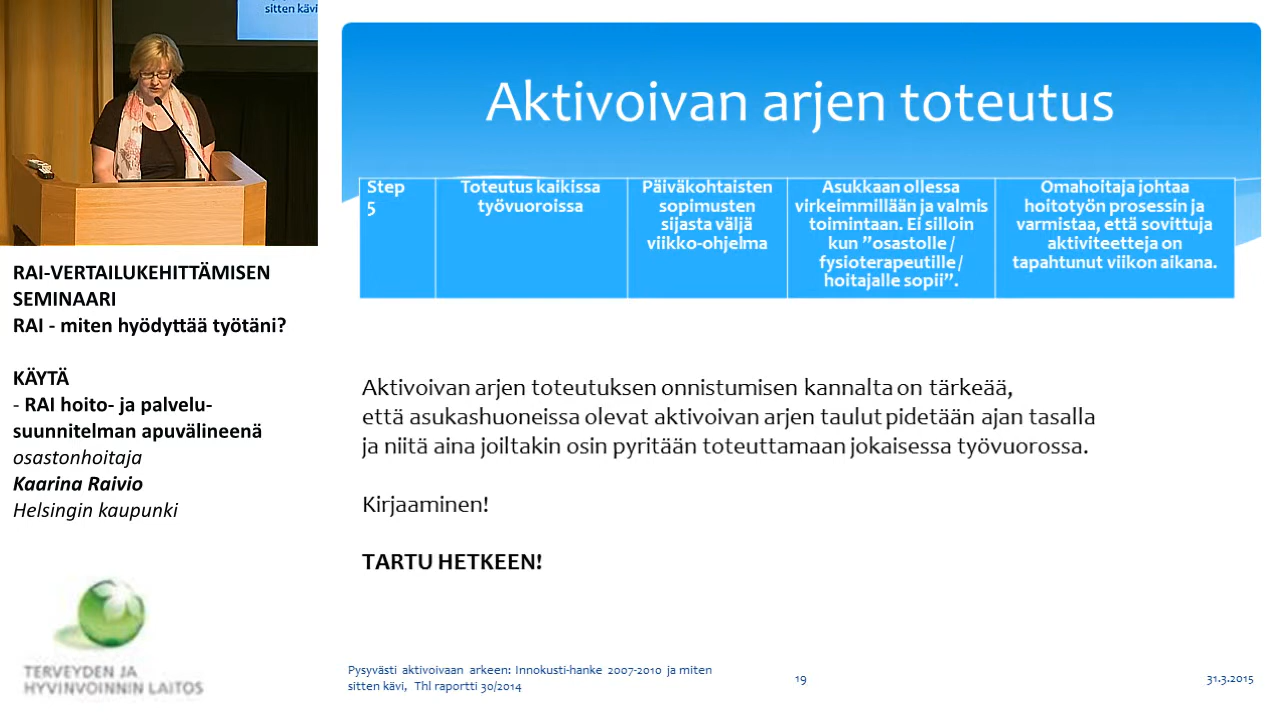 sitten kävi
RAI-VERTAILUKEHITTÄMISEN
SEMINAARI
RAI - miten hyödyttää työtäni?
KÄYTÄ
- RAI hoito- ja palvelu-
suunnitelman apuvälineenä
osastonhoitaja
Kaarina Raivio
Helsingin kaupunki
TERVEYDEN JA
HYVINVOINNIN LAITOS
Aktivoivan arjen toteutus
Step
5
Toteutus kaikissa
työvuoroissa
Päiväkohtaisten
sopimusten
sijasta väljä
viikko-ohjelma
Asukkaan ollessa
virkeimmillään ja valmis
toimintaan. Ei silloin
kun ”osastolle /
fysioterapeutille /
hoitajalle sopii”.
Omahoitaja johtaa
hoitotyön prosessin ja
varmistaa, että sovittuja
aktiviteetteja on
tapahtunut viikon aikana.
Aktivoivan arjen toteutuksen onnistumisen kannalta on tärkeää,
että asukashuoneissa olevat aktivoivan arjen taulut pidetään ajan tasalla
ja niitä aina joiltakin osin pyritään toteuttamaan jokaisessa työvuorossa.
Kirjaaminen!
TARTU HETKEEN!
Pysyvästi aktivoivaan arkeen: Innokusti-hanke 2007-2010 ja miten
sitten kävi, Thl raportti 30/2014
19
31.3.2015